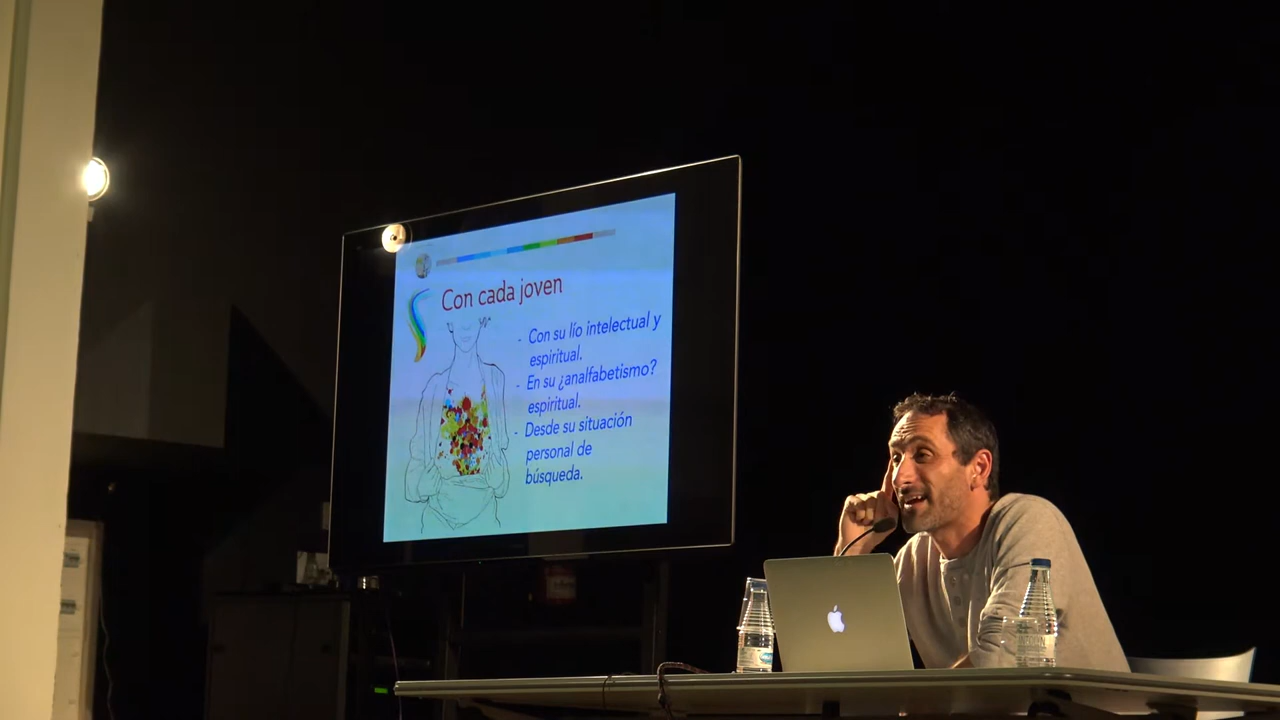 Con cada joven
- Con su lío intelectual y
espiritual.
- En su ¿analfabetismo?
espiritual.
- Desde su situación
personal de
búsqueda.